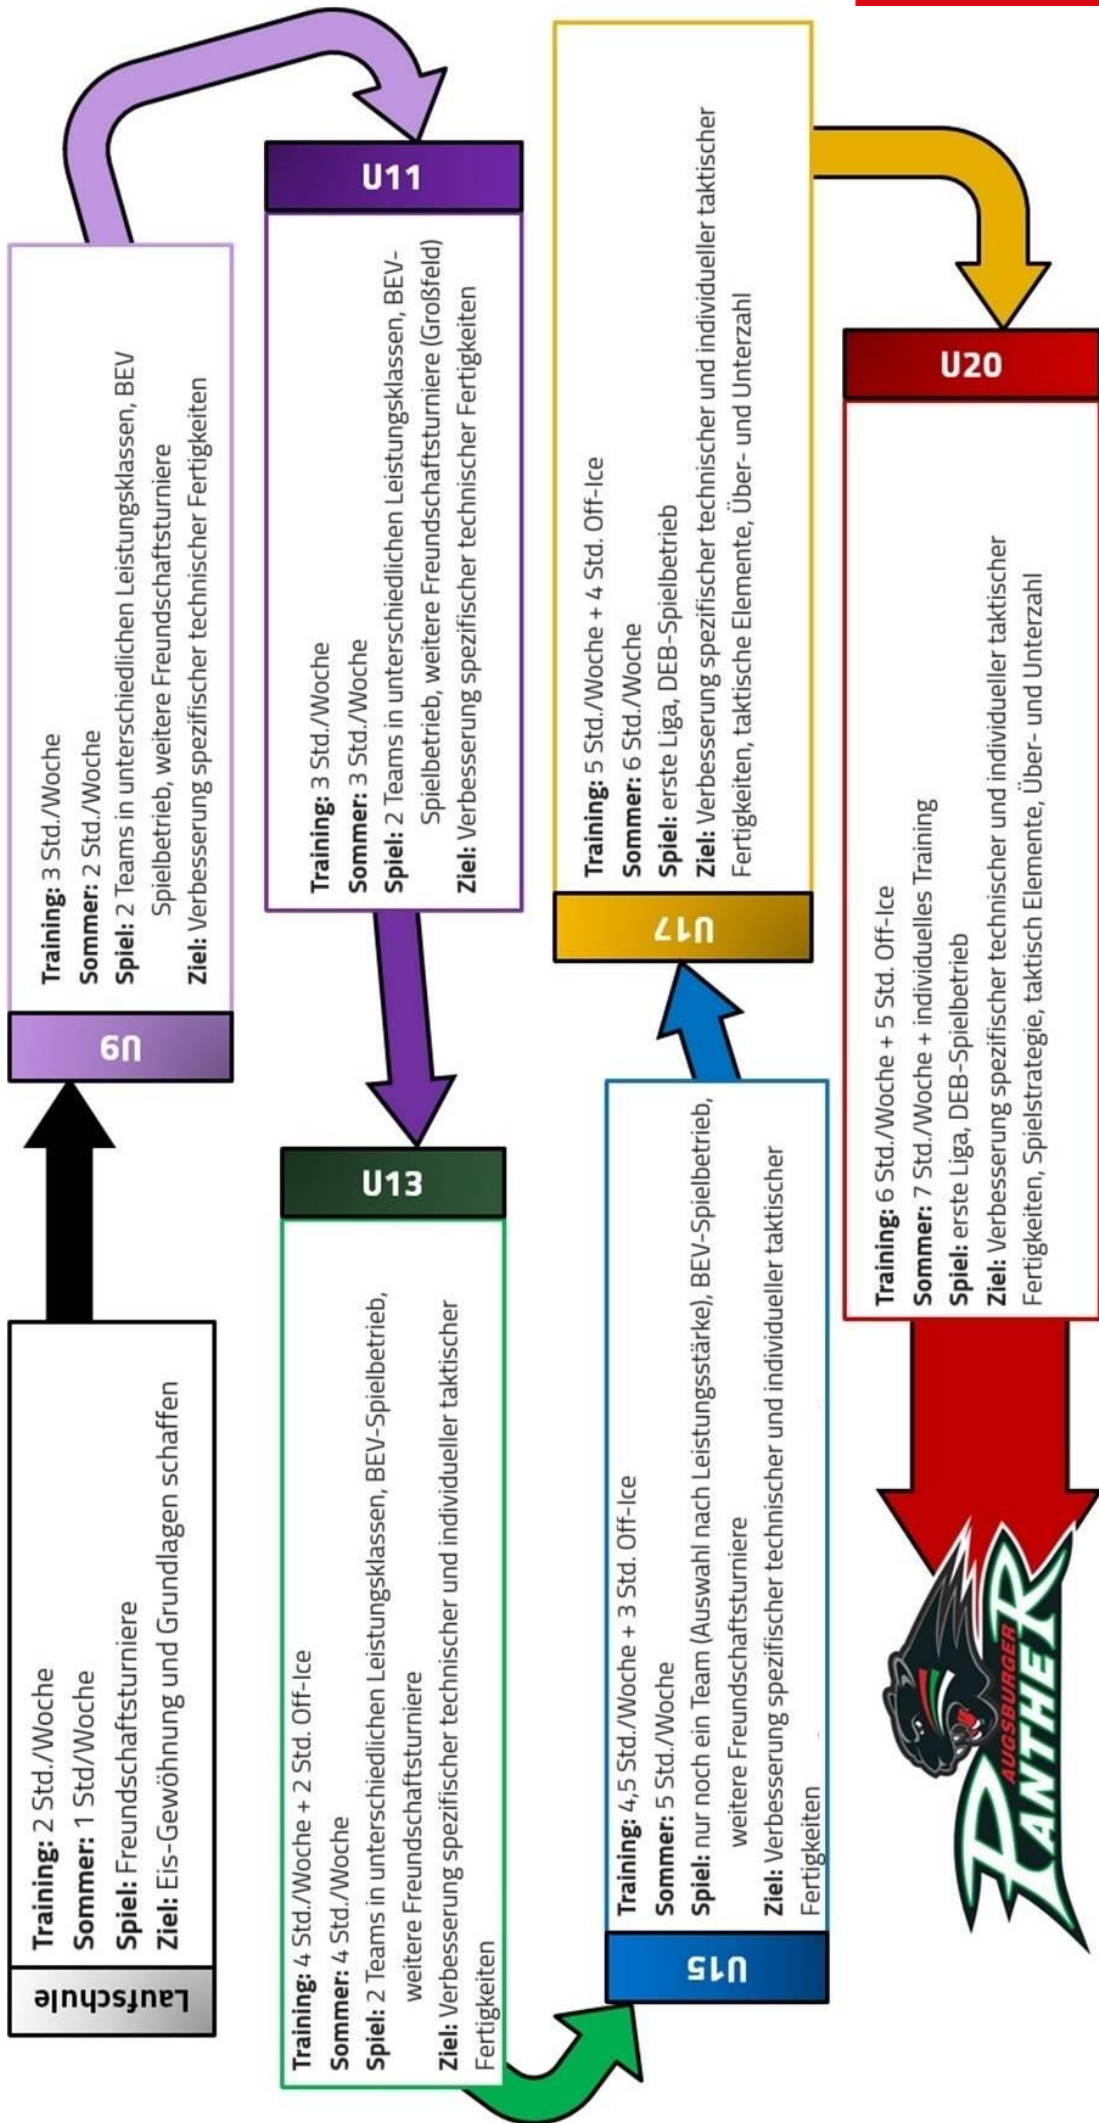 Laufschule
Training: 2 Std./Woche
Sommer: 1 Std/Woche
Spiel: Freundschaftsturniere
Ziel: Eis-Gewöhnung und Grundlagen schaffen
U9
Training: 3 Std./Woche
Sommer: 2 Std./Woche
Spiel: 2 Teams in unterschiedlichen Leistungsklassen, BEV
Spielbetrieb, weitere Freundschaftsturniere
Ziel: Verbesserung spezifischer technischer Fertigkeiten
U11
Training: 3 Std./Woche
Sommer: 3 Std./Woche
Spiel: 2 Teams in unterschiedlichen Leistungsklassen, BEV-
Spielbetrieb, weitere Freundschaftsturniere (Großfeld)
Ziel: Verbesserung spezifischer technischer Fertigkeiten
U13
Training: 4 Std./Woche + 2 Std. Off-Ice
Sommer: 4 Std./Woche
Spiel: 2 Teams in unterschiedlichen Leistungsklassen, BEV-Spielbetrieb,
weitere Freundschaftsturniere
Ziel: Verbesserung spezifischer technischer und individueller taktischer
Fertigkeiten
U15
Training: 4,5 Std./Woche + 3 Std. Off-Ice
Sommer: 5 Std./Woche
Spiel: nur noch ein Team (Auswahl nach Leistungsstärke), BEV-Spielbetrieb,
weitere Freundschaftsturniere
Ziel: Verbesserung spezifischer technischer und individueller taktischer
Fertigkeiten
U17
Training: 5 Std./Woche + 4 Std. Off-Ice
Sommer: 6 Std./Woche
Spiel: erste Liga, DEB-Spielbetrieb
Ziel: Verbesserung spezifischer technischer und individueller taktischer
Fertigkeiten, taktische Elemente, Über- und Unterzahl
U20
Training: 6 Std./Woche + 5 Std. Off-Ice
Sommer: 7 Std./Woche + individuelles Training
Spiel: erste Liga, DEB-Spielbetrieb
Ziel: Verbesserung spezifischer technischer und individueller taktischer
Fertigkeiten, Spielstrategie, taktisch Elemente, Über- und Unterzahl
AUGSBURGER
PANTHER